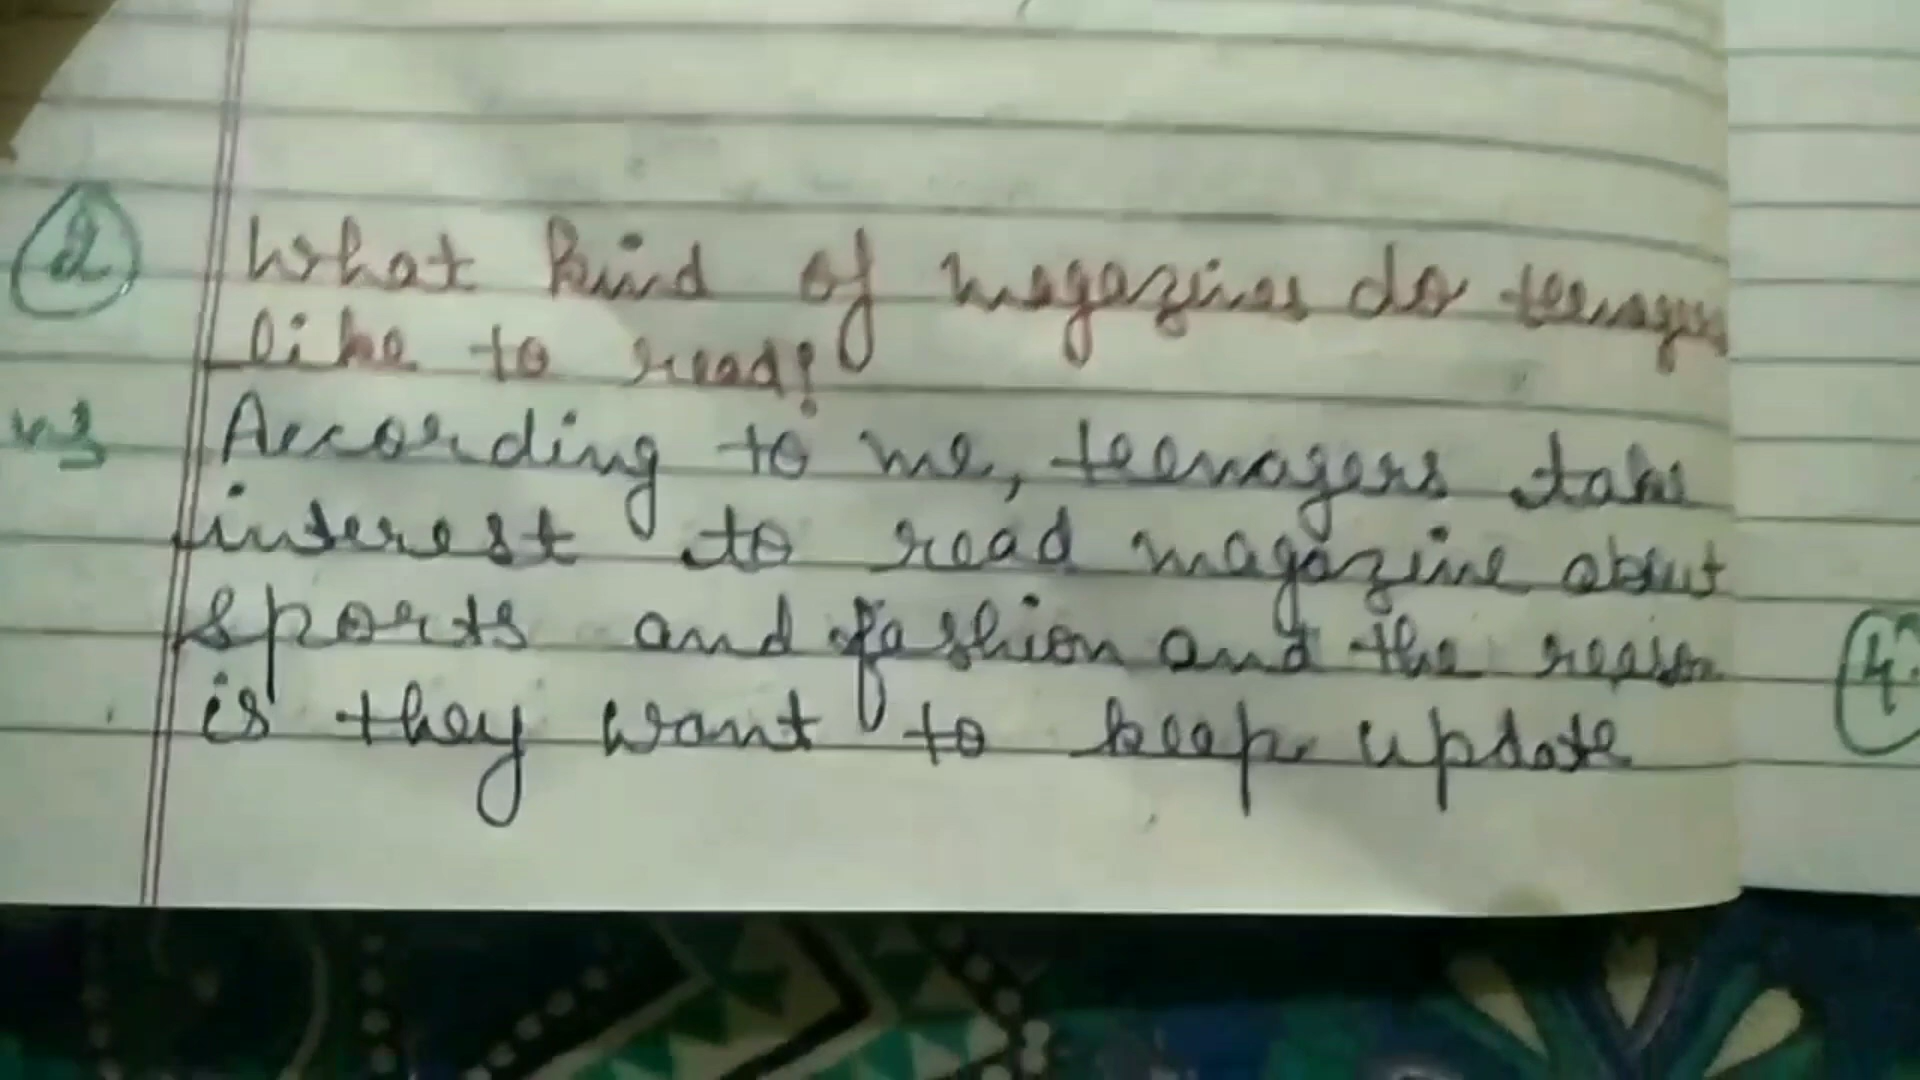 2
What kind of magazines do teenagers
like to read?
According to me, teenagers take
interest to read magazine about
sports and fashion and the reason
is they want to keep update
4